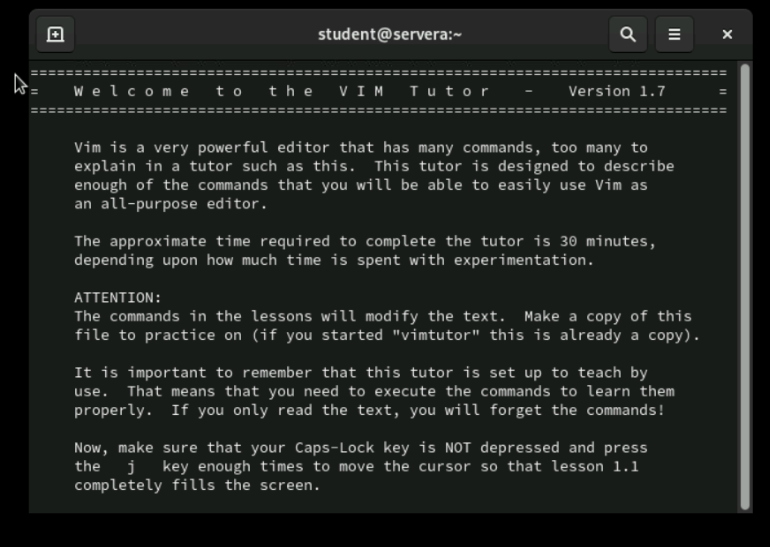 student@servera:~
===============================================================================
=    W e l c o m e   t o   t h e   V I M   T u t o r    -    Version 1.7      =
===============================================================================
Vim is a very powerful editor that has many commands, too many to
explain in a tutor such as this.  This tutor is designed to describe
enough of the commands that you will be able to easily use Vim as
an all-purpose editor.
The approximate time required to complete the tutor is 30 minutes,
depending upon how much time is spent with experimentation.
ATTENTION:
The commands in the lessons will modify the text.  Make a copy of this
file to practice on (if you started "vimtutor" this is already a copy).
It is important to remember that this tutor is set up to teach by
use.  That means that you need to execute the commands to learn them
properly.  If you only read the text, you will forget the commands!
Now, make sure that your Caps-Lock key is NOT depressed and press
the   j   key enough times to move the cursor so that lesson 1.1
completely fills the screen.